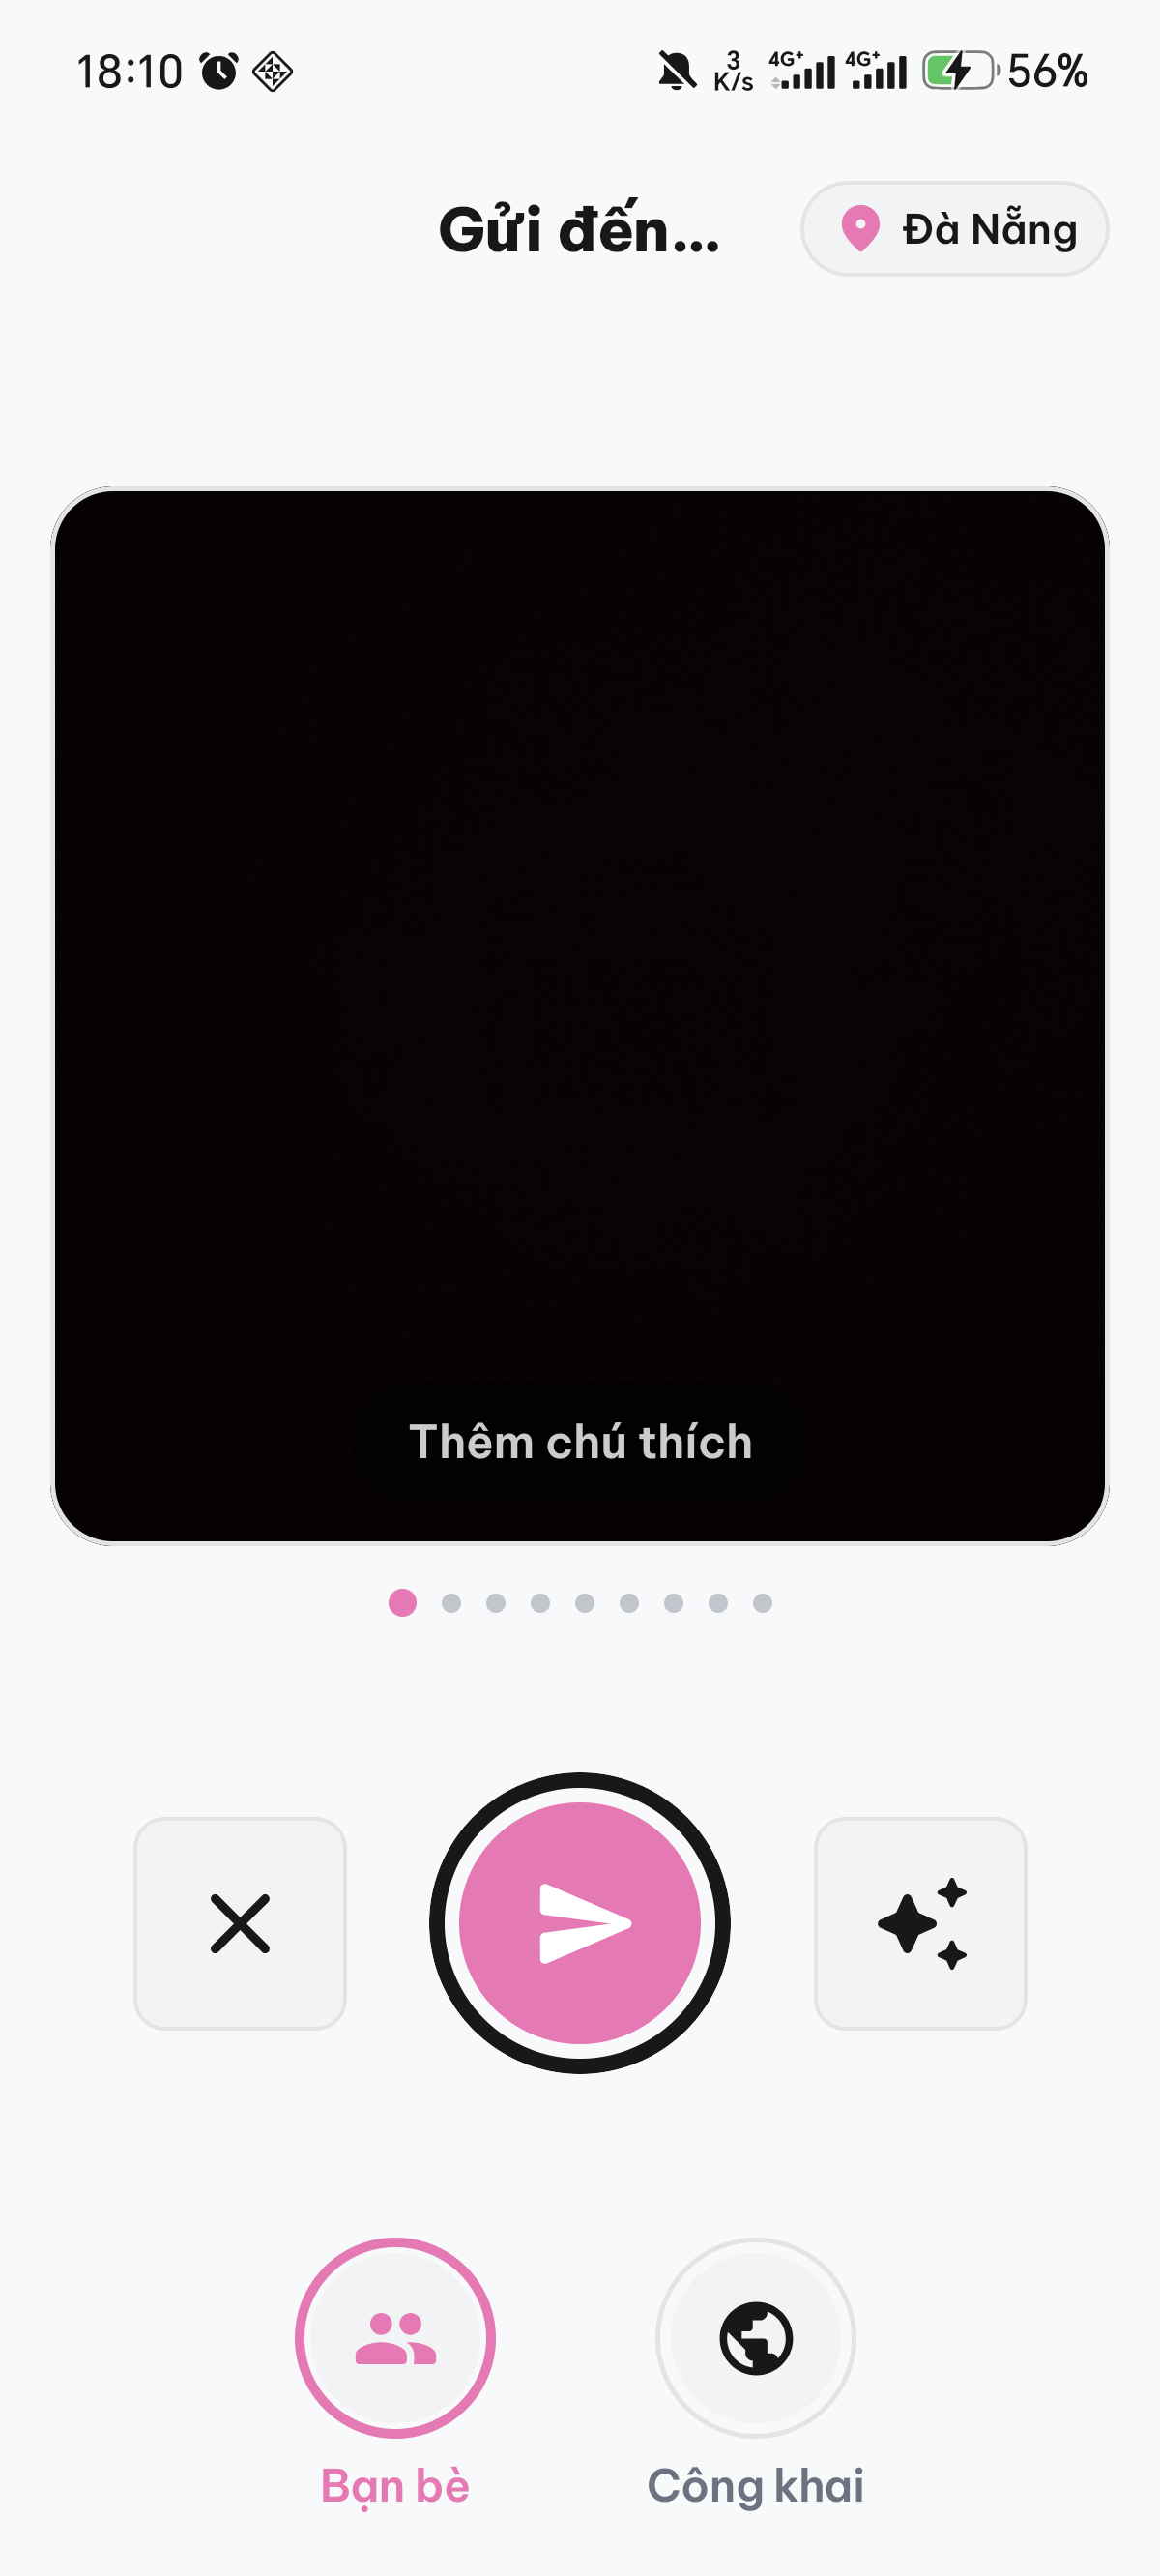 18:10
3 K/s 4G+ 4G+ 56%
Gửi đến...
Đà Nẵng
Thêm chú thích
Bạn bè
Công khai